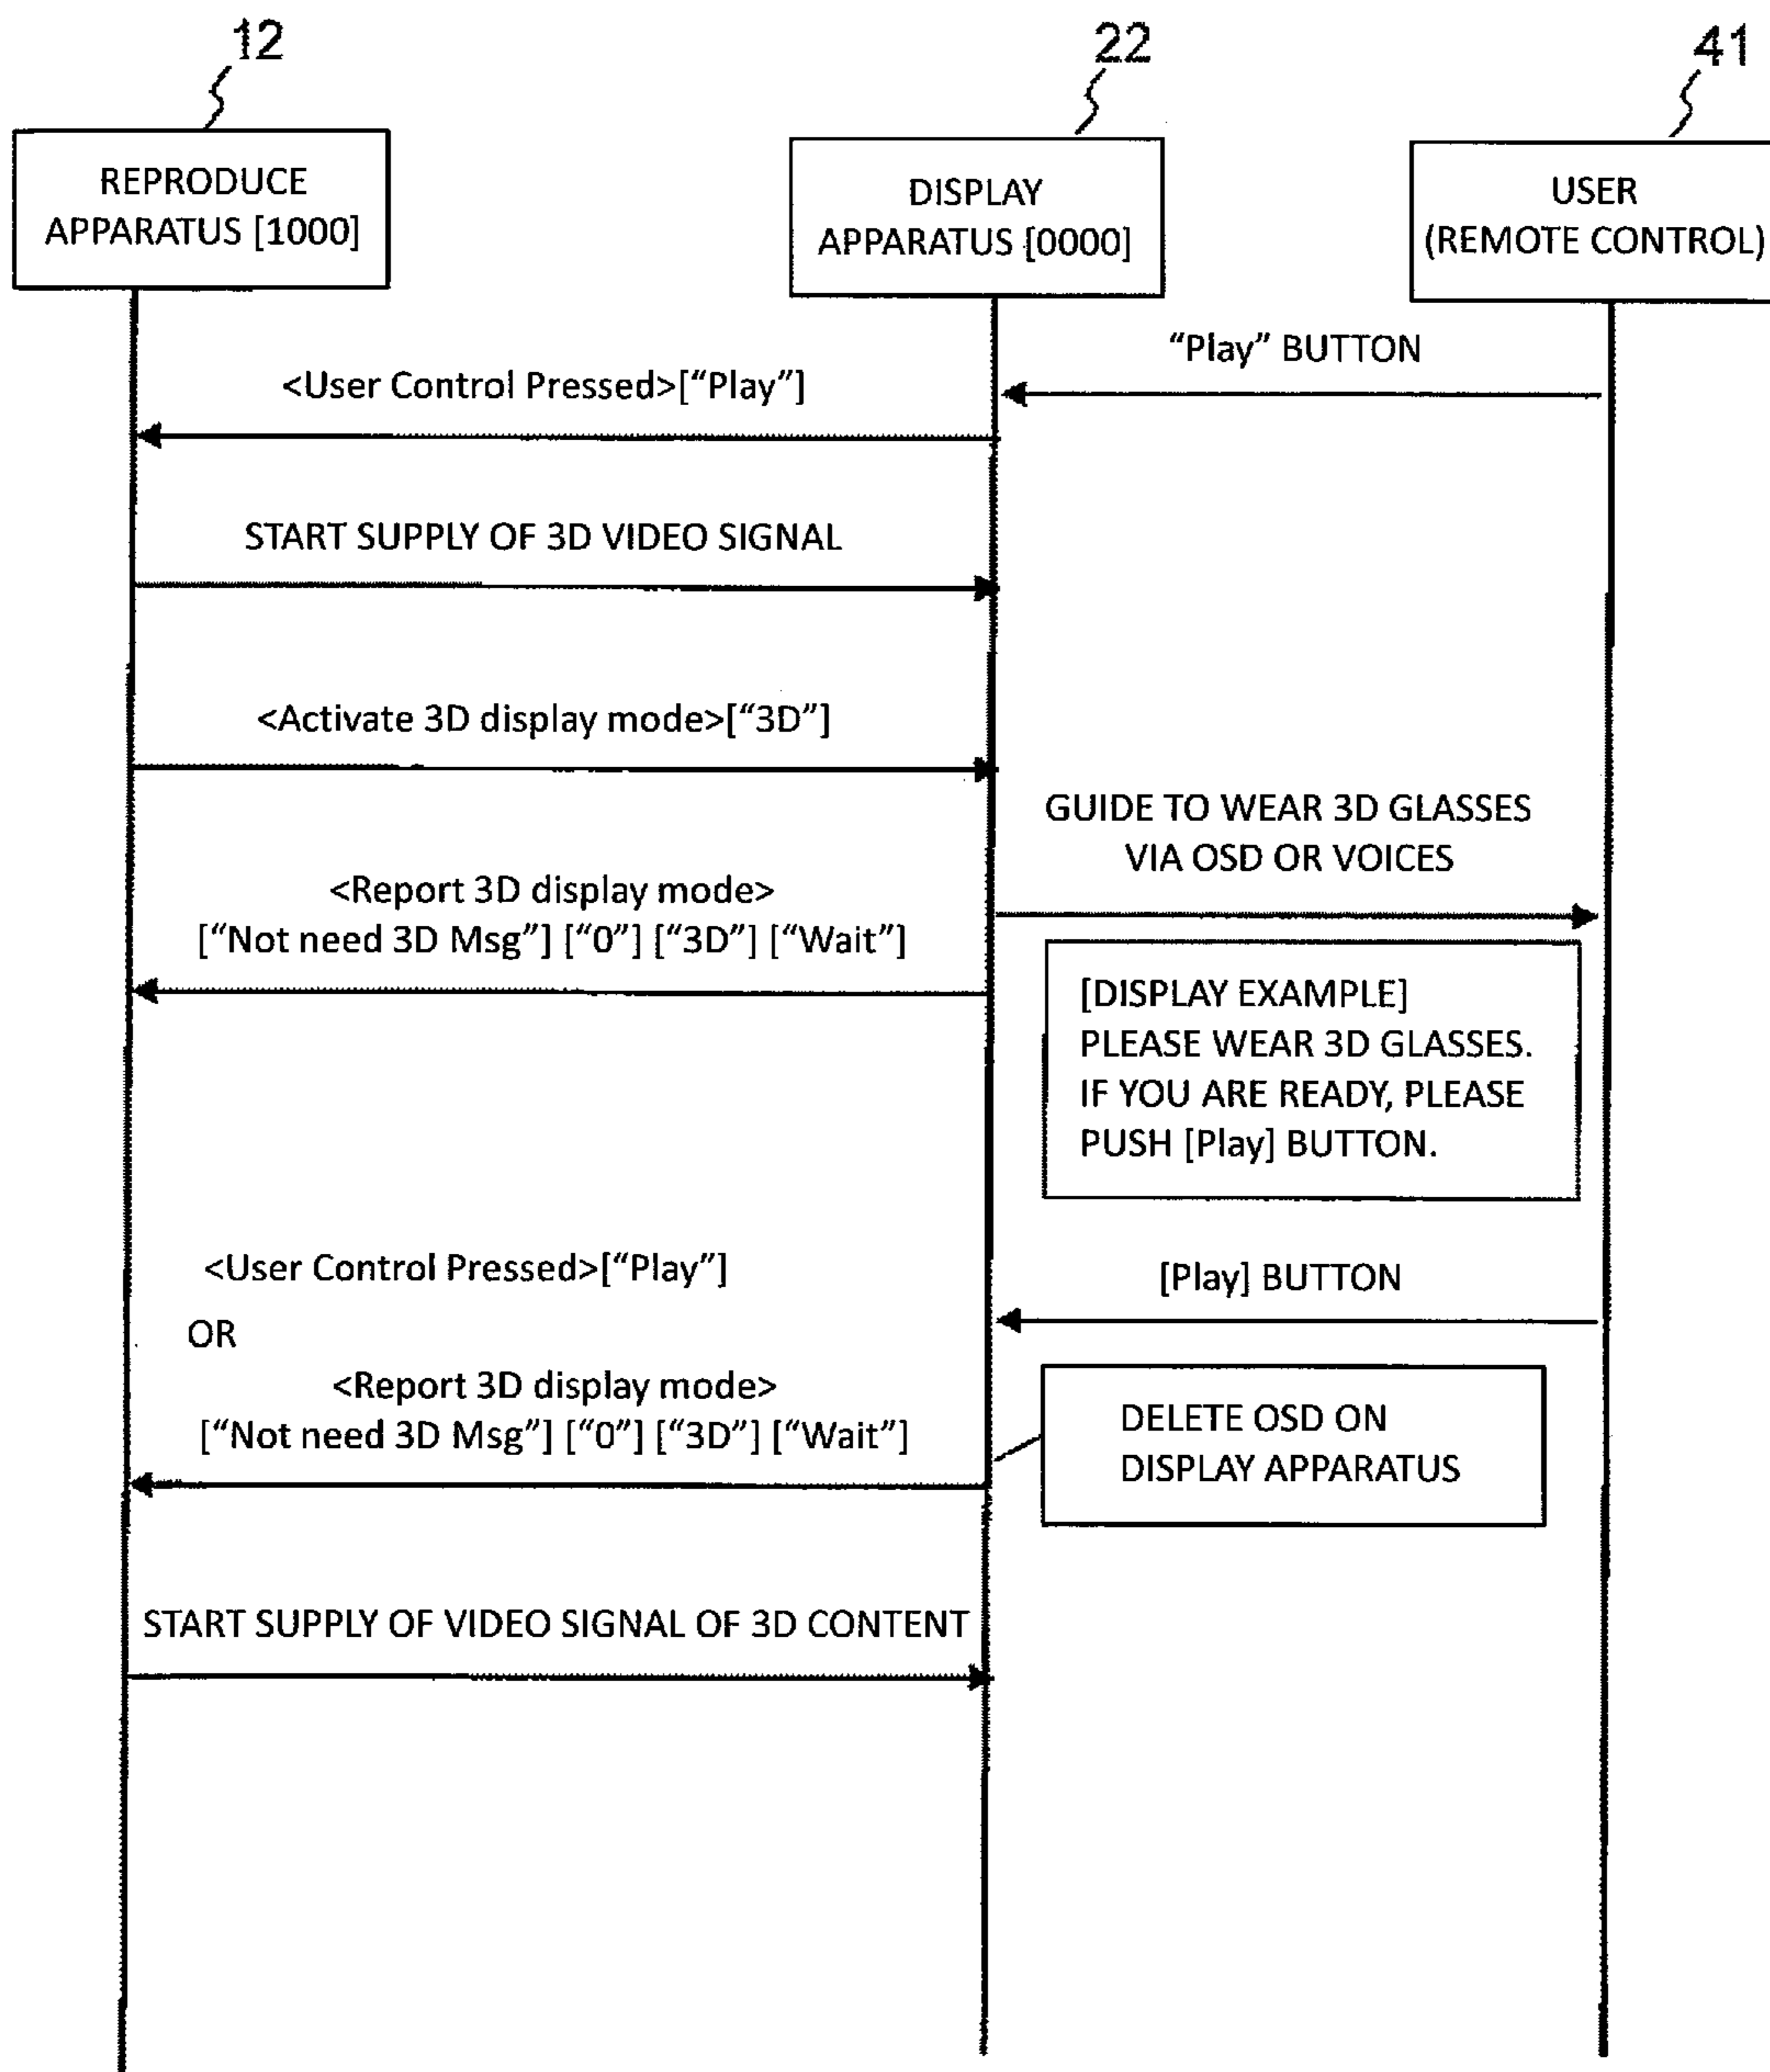 12
22
41
REPRODUCE
APPARATUS [1000]
DISPLAY
APPARATUS [0000]
USER
(REMOTE CONTROL)
“Play” BUTTON
<User Control Pressed>[“Play”]
START SUPPLY OF 3D VIDEO SIGNAL
<Activate 3D display mode>[“3D”]
GUIDE TO WEAR 3D GLASSES
VIA OSD OR VOICES
<Report 3D display mode>
[“Not need 3D Msg”] [“0”] [“3D”] [“Wait”]
[DISPLAY EXAMPLE]
PLEASE WEAR 3D GLASSES.
IF YOU ARE READY, PLEASE
PUSH [Play] BUTTON.
[Play] BUTTON
<User Control Pressed>[“Play”]
OR
<Report 3D display mode>
[“Not need 3D Msg”] [“0”] [“3D”] [“Wait”]
DELETE OSD ON
DISPLAY APPARATUS
START SUPPLY OF VIDEO SIGNAL OF 3D CONTENT